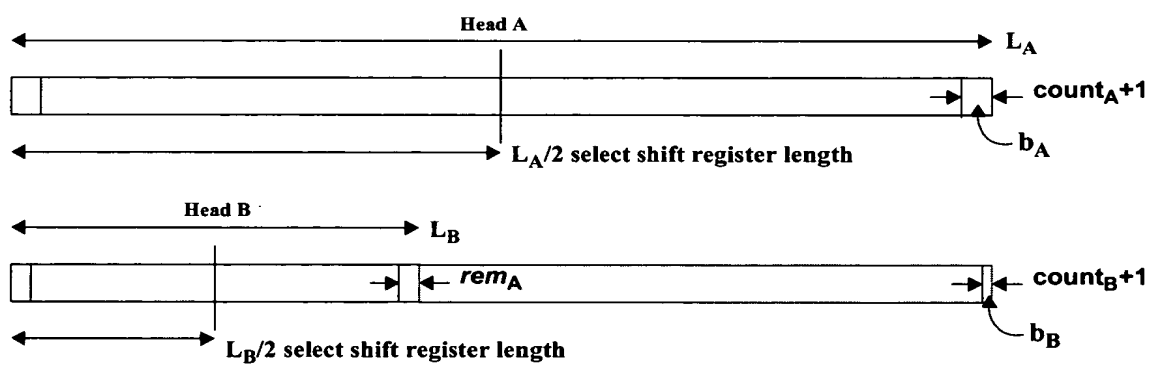 Head A
L_A
count_A+1
b_A
L_A/2 select shift register length
Head B
L_B
rem_A
count_B+1
b_B
L_B/2 select shift register length